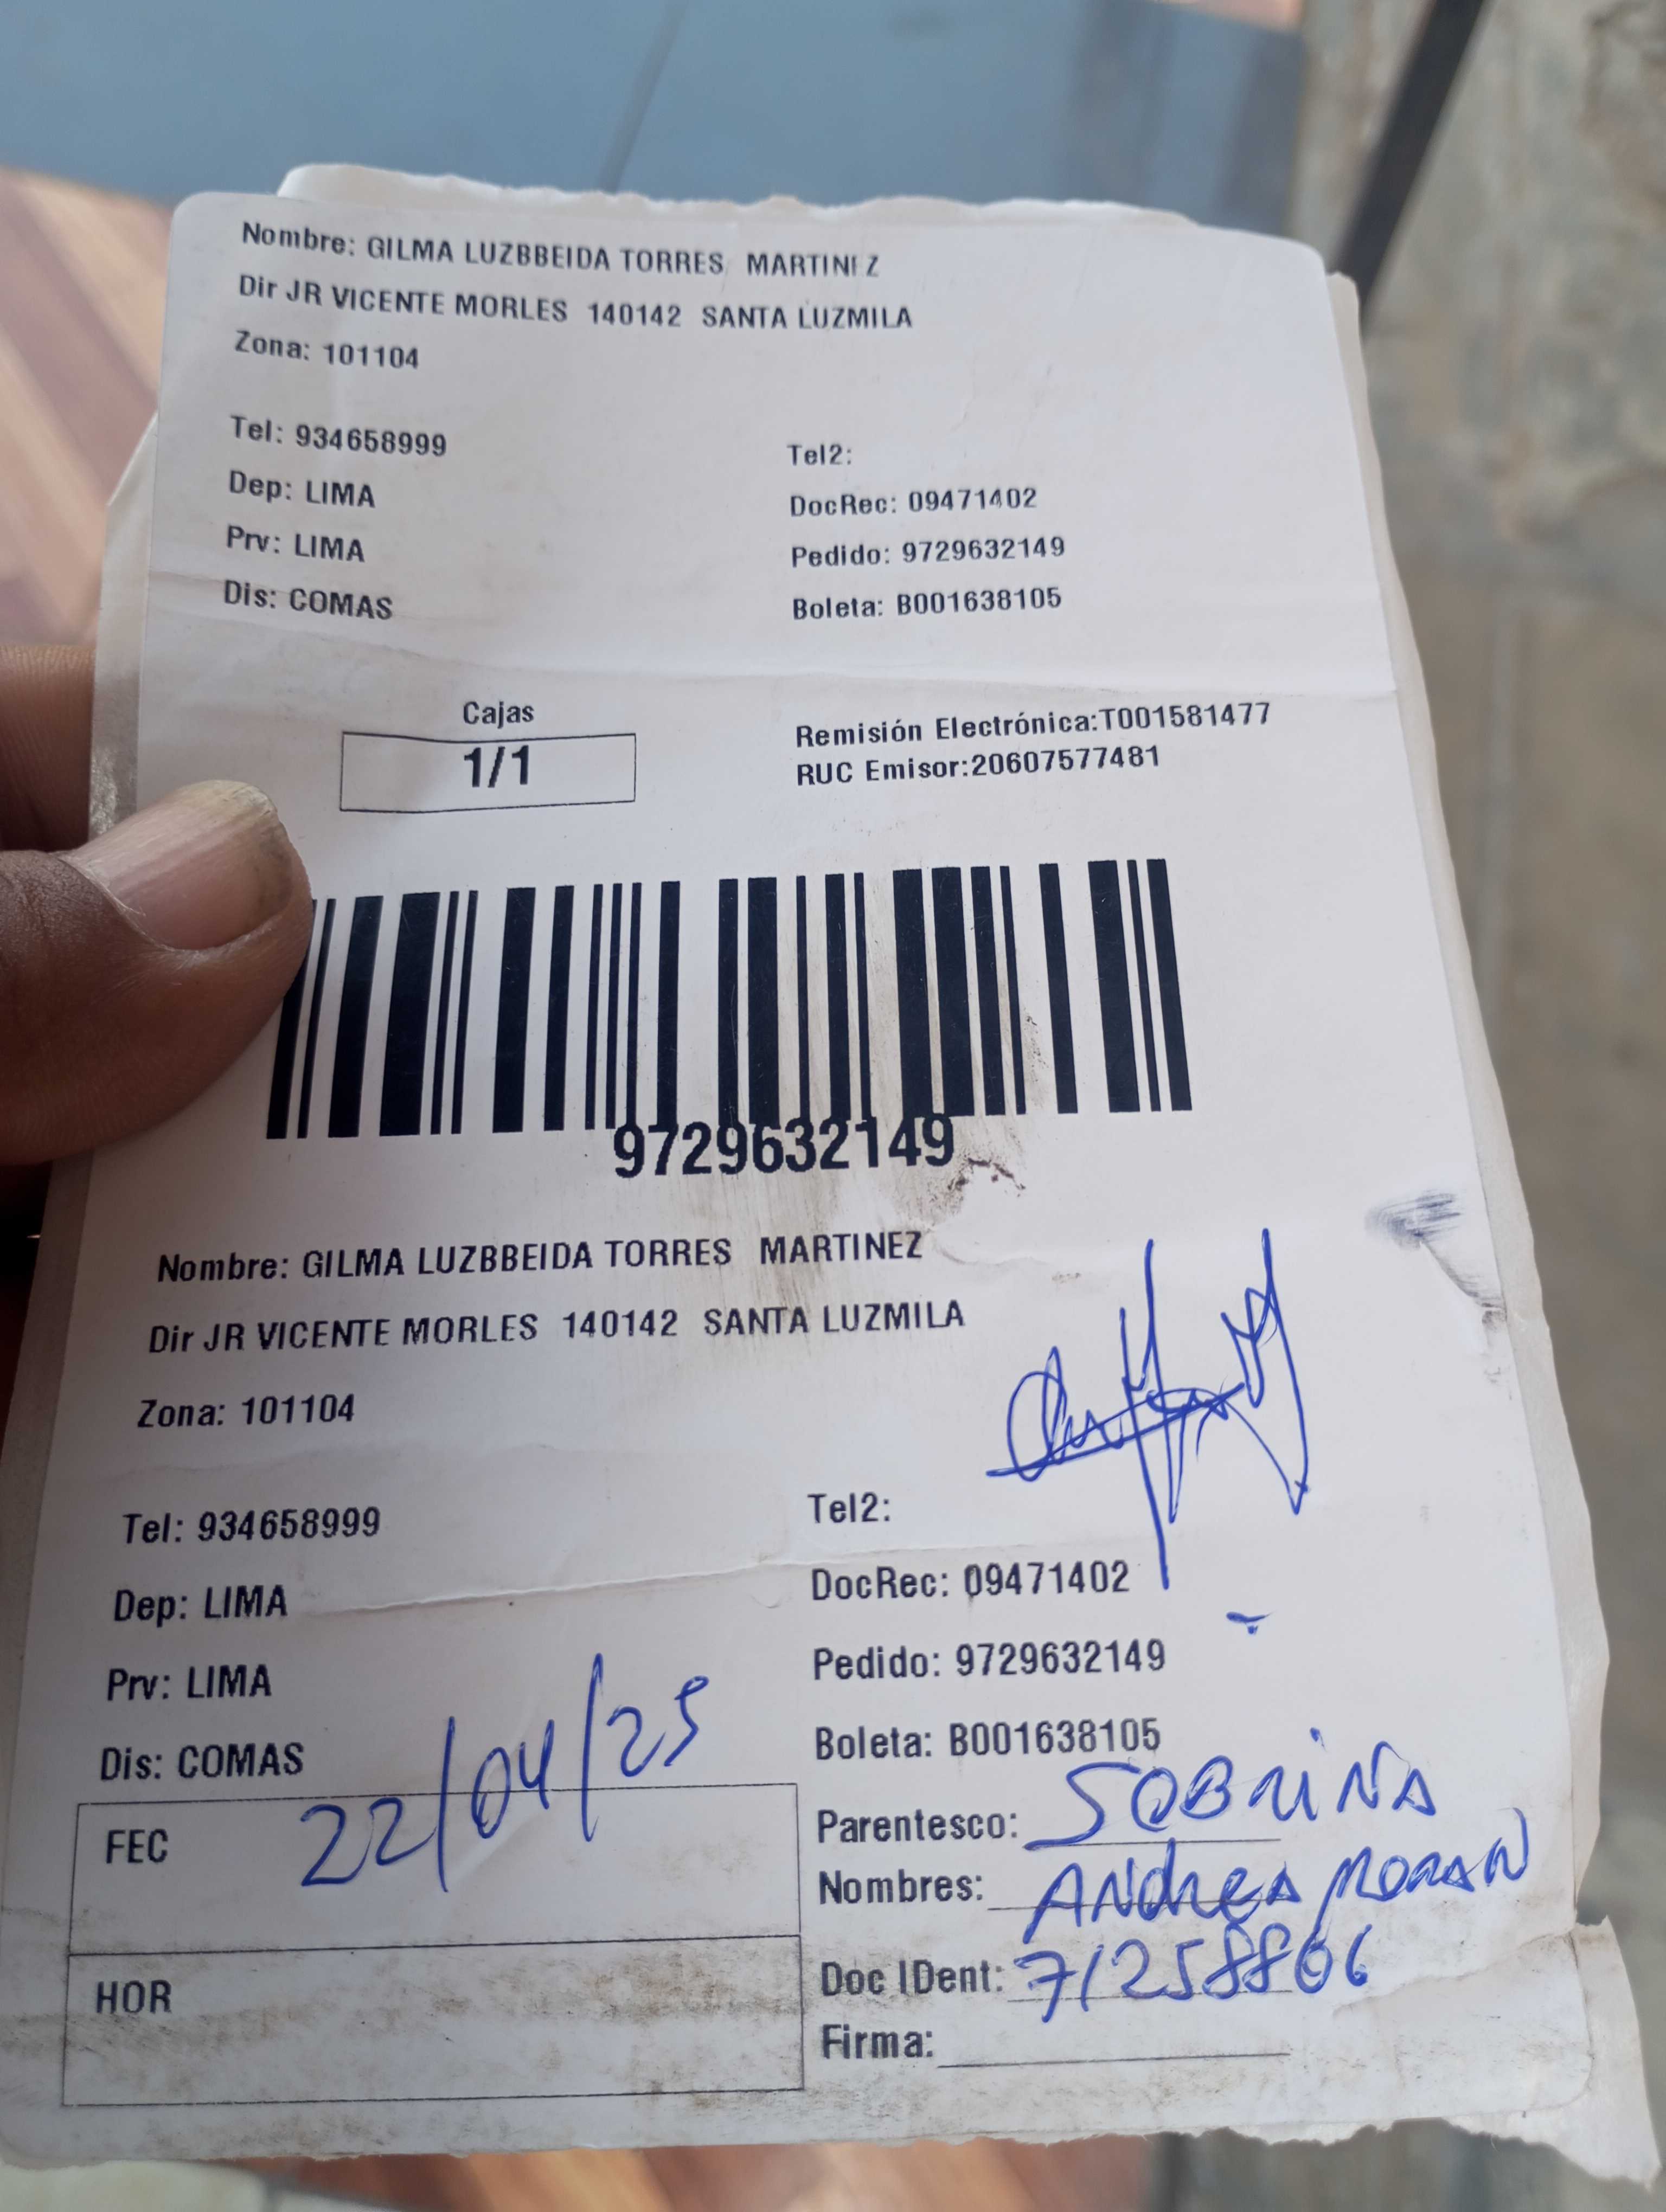 Nombre: GILMA LUZBBEIDA TORRES MARTINEZ
Dir JR VICENTE MORLES 140142 SANTA LUZMILA
Zona: 101104
Tel: 934658999
Tel2:
Dep: LIMA
DocRec: 09471402
Prv: LIMA
Pedido: 9729632149
Dis: COMAS
Boleta: B001638105
Cajas
1/1
Remisión Electrónica:T001581477
RUC Emisor:20607577481
9729632149
Nombre: GILMA LUZBBEIDA TORRES MARTINEZ
Dir JR VICENTE MORLES 140142 SANTA LUZMILA
Zona: 101104
Tel: 934658999
Tel2:
Dep: LIMA
DocRec: 09471402
Prv: LIMA
Pedido: 9729632149
Dis: COMAS
Boleta: B001638105
FEC 22/04/25
HOR
Parentesco: SOBRINA
Nombres: ANDREA MORAN
Doc IDent: 71258866
Firma: